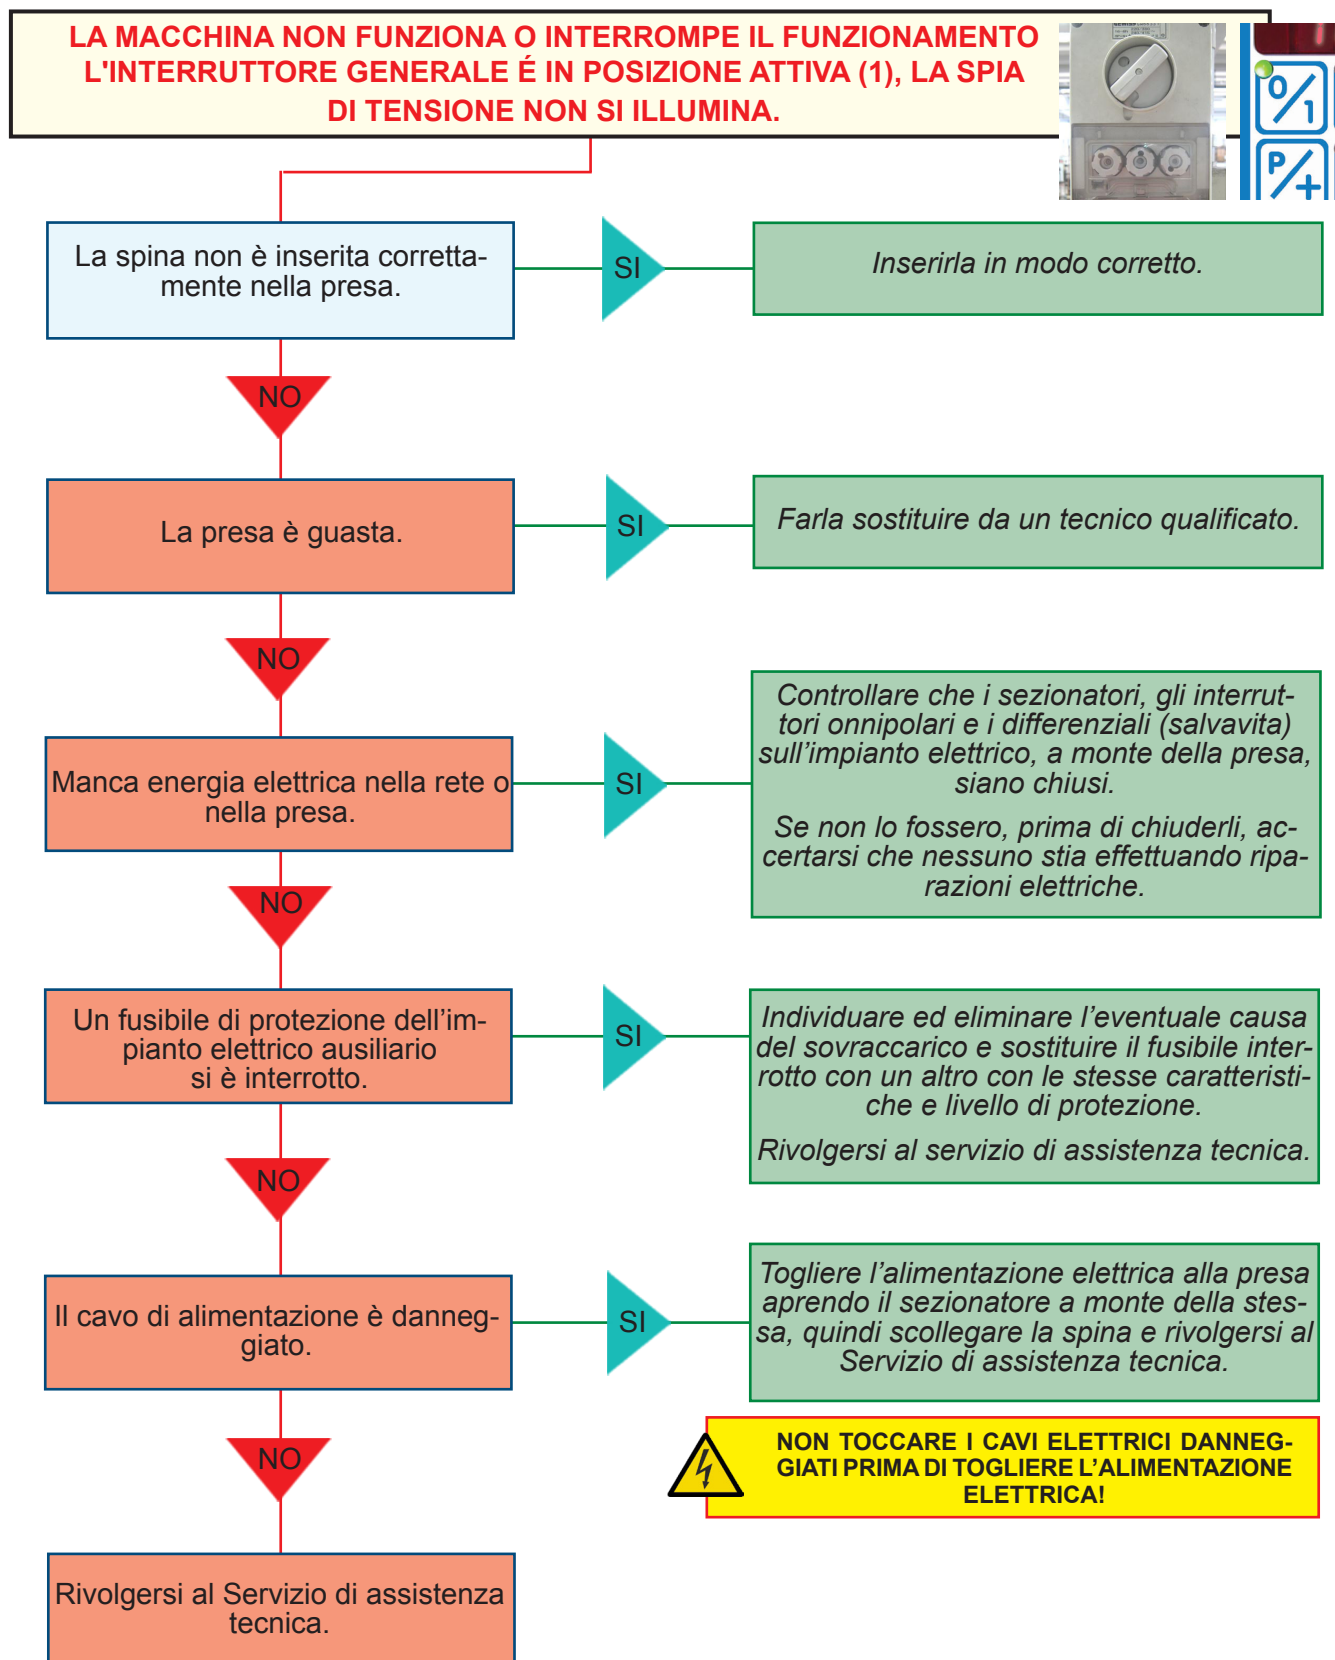 LA MACCHINA NON FUNZIONA O INTERROMPE IL FUNZIONAMENTO
L'INTERRUTTORE GENERALE É IN POSIZIONE ATTIVA (1), LA SPIA
DI TENSIONE NON SI ILLUMINA.
0/1
P/+
La spina non è inserita corretta-
mente nella presa.
SI
Inserirla in modo corretto.
NO
La presa è guasta.
SI
Farla sostituire da un tecnico qualificato.
NO
Manca energia elettrica nella rete o
nella presa.
SI
Controllare che i sezionatori, gli interrut-
tori onnipolari e i differenziali (salvavita)
sull’impianto elettrico, a monte della presa,
siano chiusi.
Se non lo fossero, prima di chiuderli, ac-
certarsi che nessuno stia effettuando ripa-
razioni elettriche.
NO
Un fusibile di protezione dell’im-
pianto elettrico ausiliario
si è interrotto.
SI
Individuare ed eliminare l’eventuale causa
del sovraccarico e sostituire il fusibile inter-
rotto con un altro con le stesse caratteristi-
che e livello di protezione.
Rivolgersi al servizio di assistenza tecnica.
NO
Il cavo di alimentazione è danneg-
giato.
SI
Togliere l’alimentazione elettrica alla presa
aprendo il sezionatore a monte della stes-
sa, quindi scollegare la spina e rivolgersi al
Servizio di assistenza tecnica.
NON TOCCARE I CAVI ELETTRICI DANNEG-
GIATI PRIMA DI TOGLIERE L’ALIMENTAZIONE
ELETTRICA!
NO
Rivolgersi al Servizio di assistenza
tecnica.